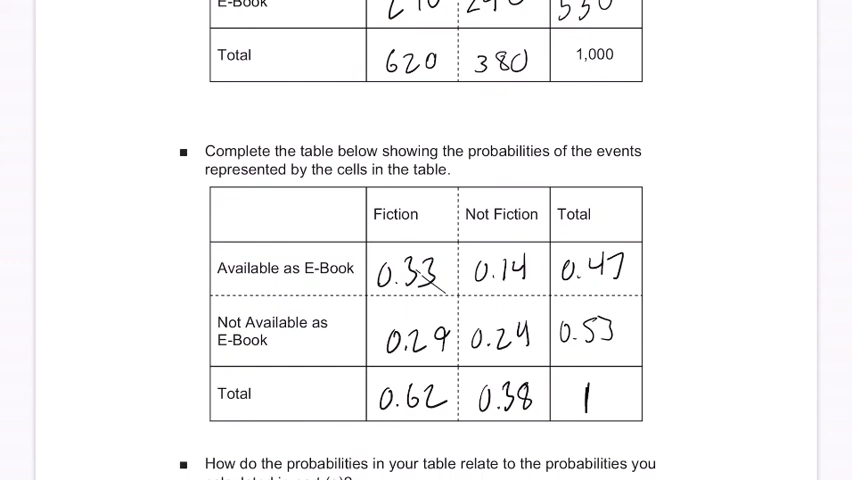 E-Book 290 240 530
Total 620 380 1,000
▪ Complete the table below showing the probabilities of the events
represented by the cells in the table.
Fiction Not Fiction Total
Available as E-Book 0.33 0.14 0.47
Not Available as
E-Book 0.29 0.24 0.53
Total 0.62 0.38 1
▪ How do the probabilities in your table relate to the probabilities you